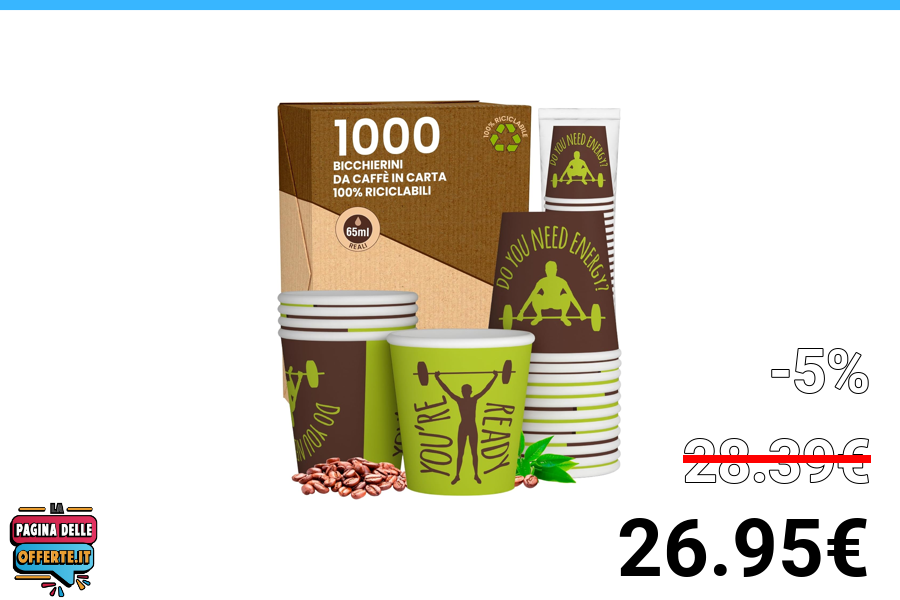 1000
BICCHIERINI
DA CAFFÈ IN CARTA
100% RICICLABILI
100% RICICLABILE
65ml
REALI
DO YOU NEED ENERGY?
DO YOU NEED ENERGY?
DO YOU
YOU'RE
READY
-5%
28.39€
26.95€
LA
PAGINA DELLE
OFFERTE.IT